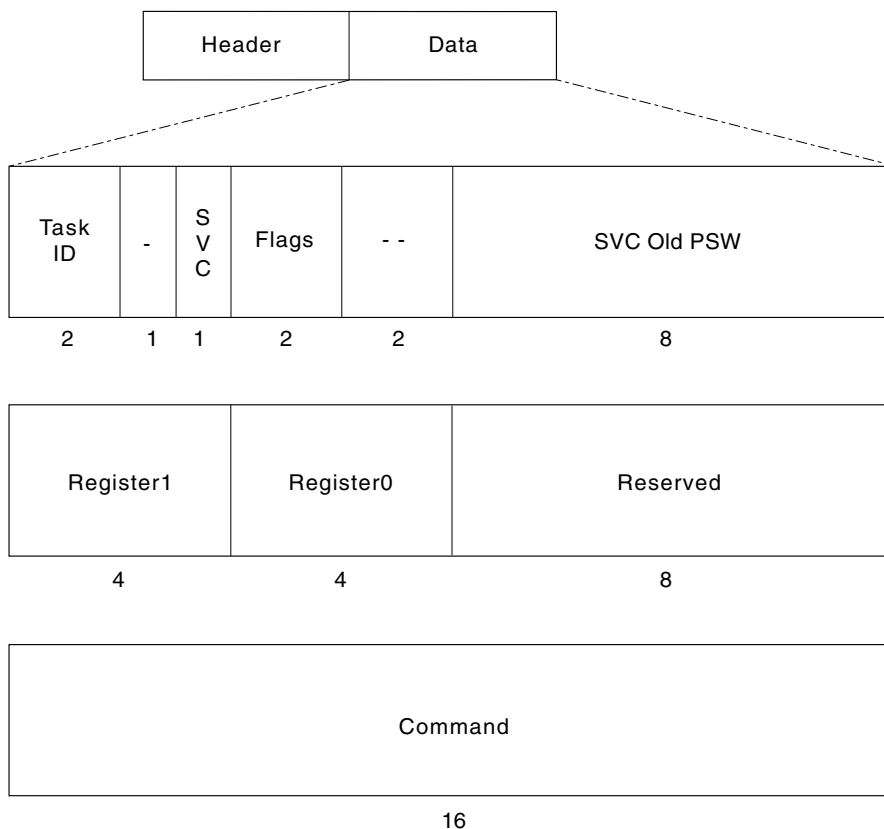 Header Data
Task ID - SVC Flags - - SVC Old PSW
2 1 1 2 2 8
Register1 Register0 Reserved
4 4 8
Command
16